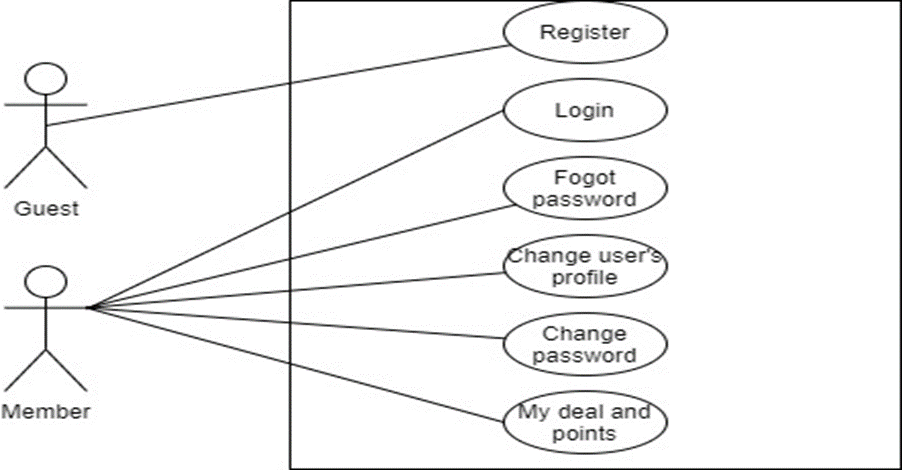 Register
Login
Fogot
password
Change user's
profile
Change
password
My deal and
points
Guest
Member